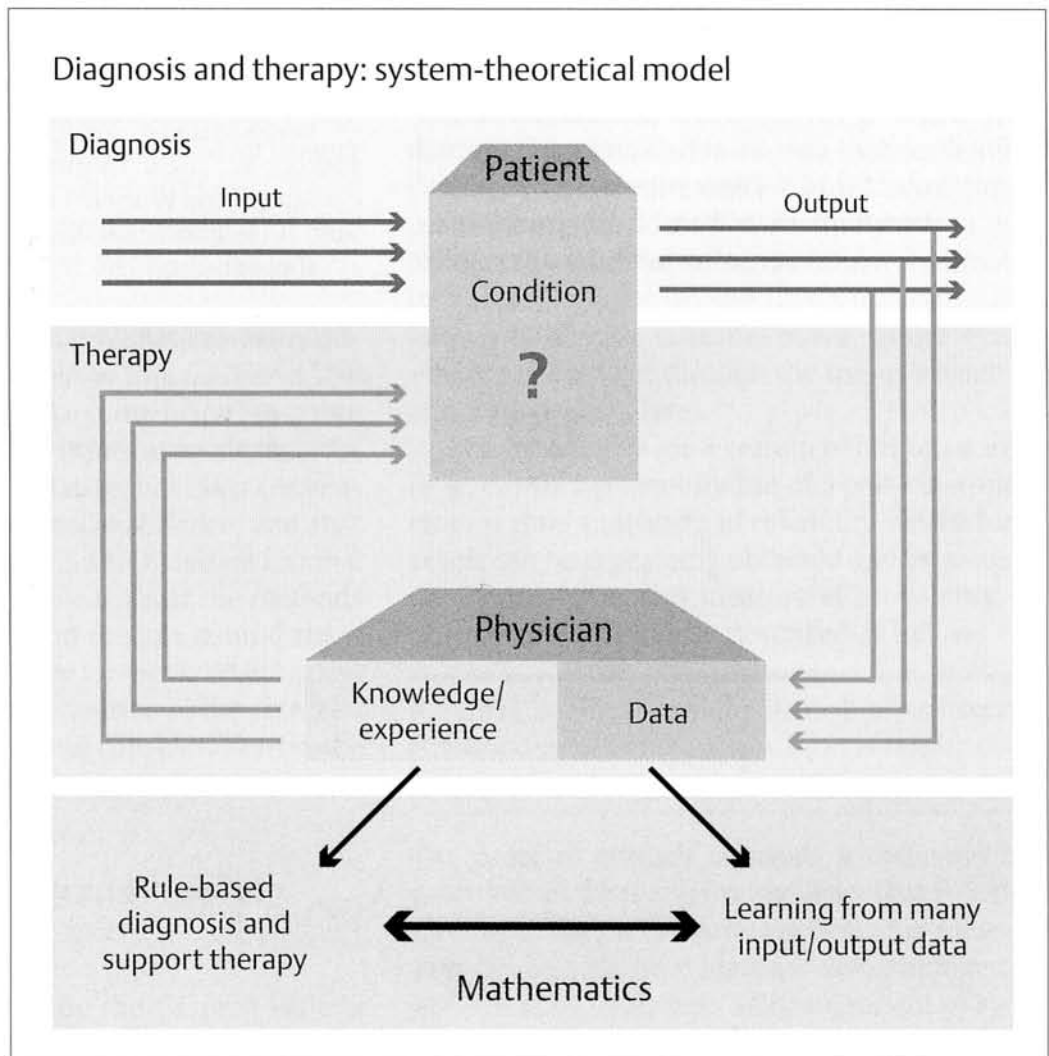 Diagnosis and therapy: system-theoretical model
Diagnosis
Patient
Input
Output
Condition
Therapy
?
Physician
Knowledge/
experience
Data
Rule-based
diagnosis and
support therapy
Learning from many
input/output data
Mathematics